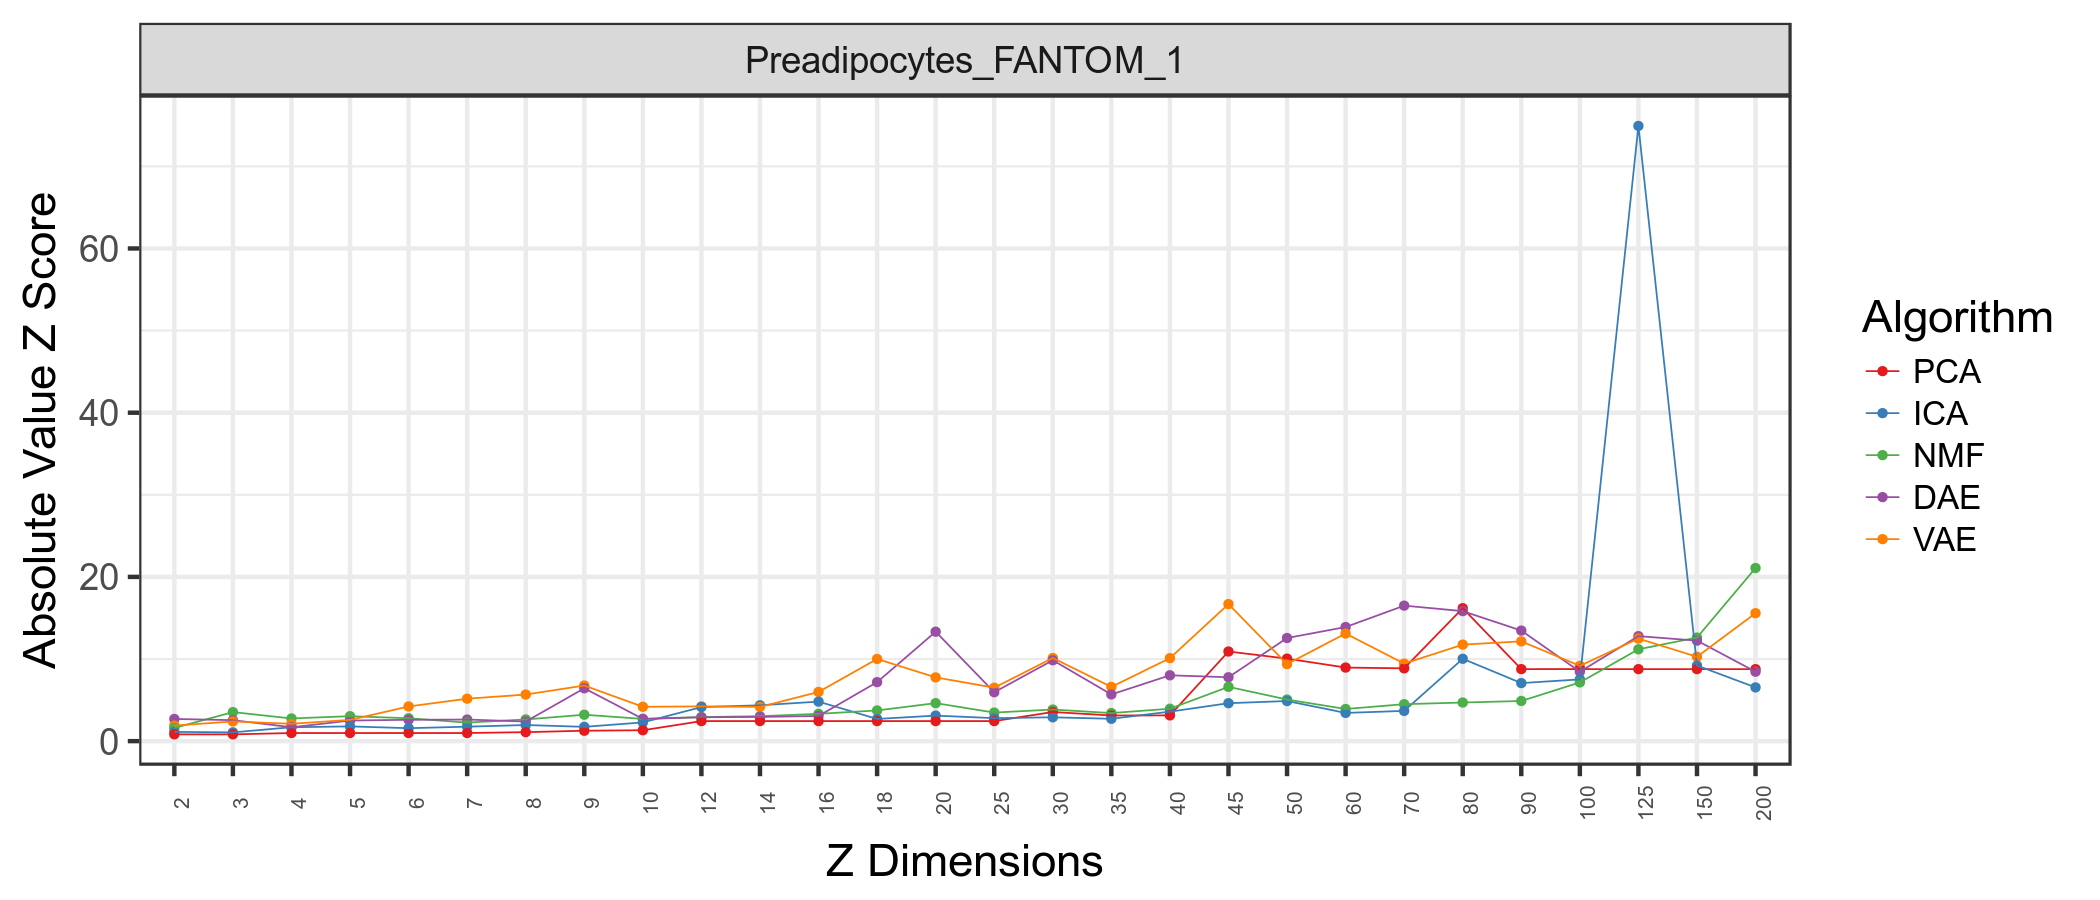 Preadipocytes_FANTOM_1
Absolute Value Z Score
60
40
20
0
2 3 4 5 6 7 8 9 10 12 14 16 18 20 25 30 35 40 45 50 60 70 80 90 100 125 150 200
Z Dimensions
Algorithm
PCA
ICA
NMF
DAE
VAE